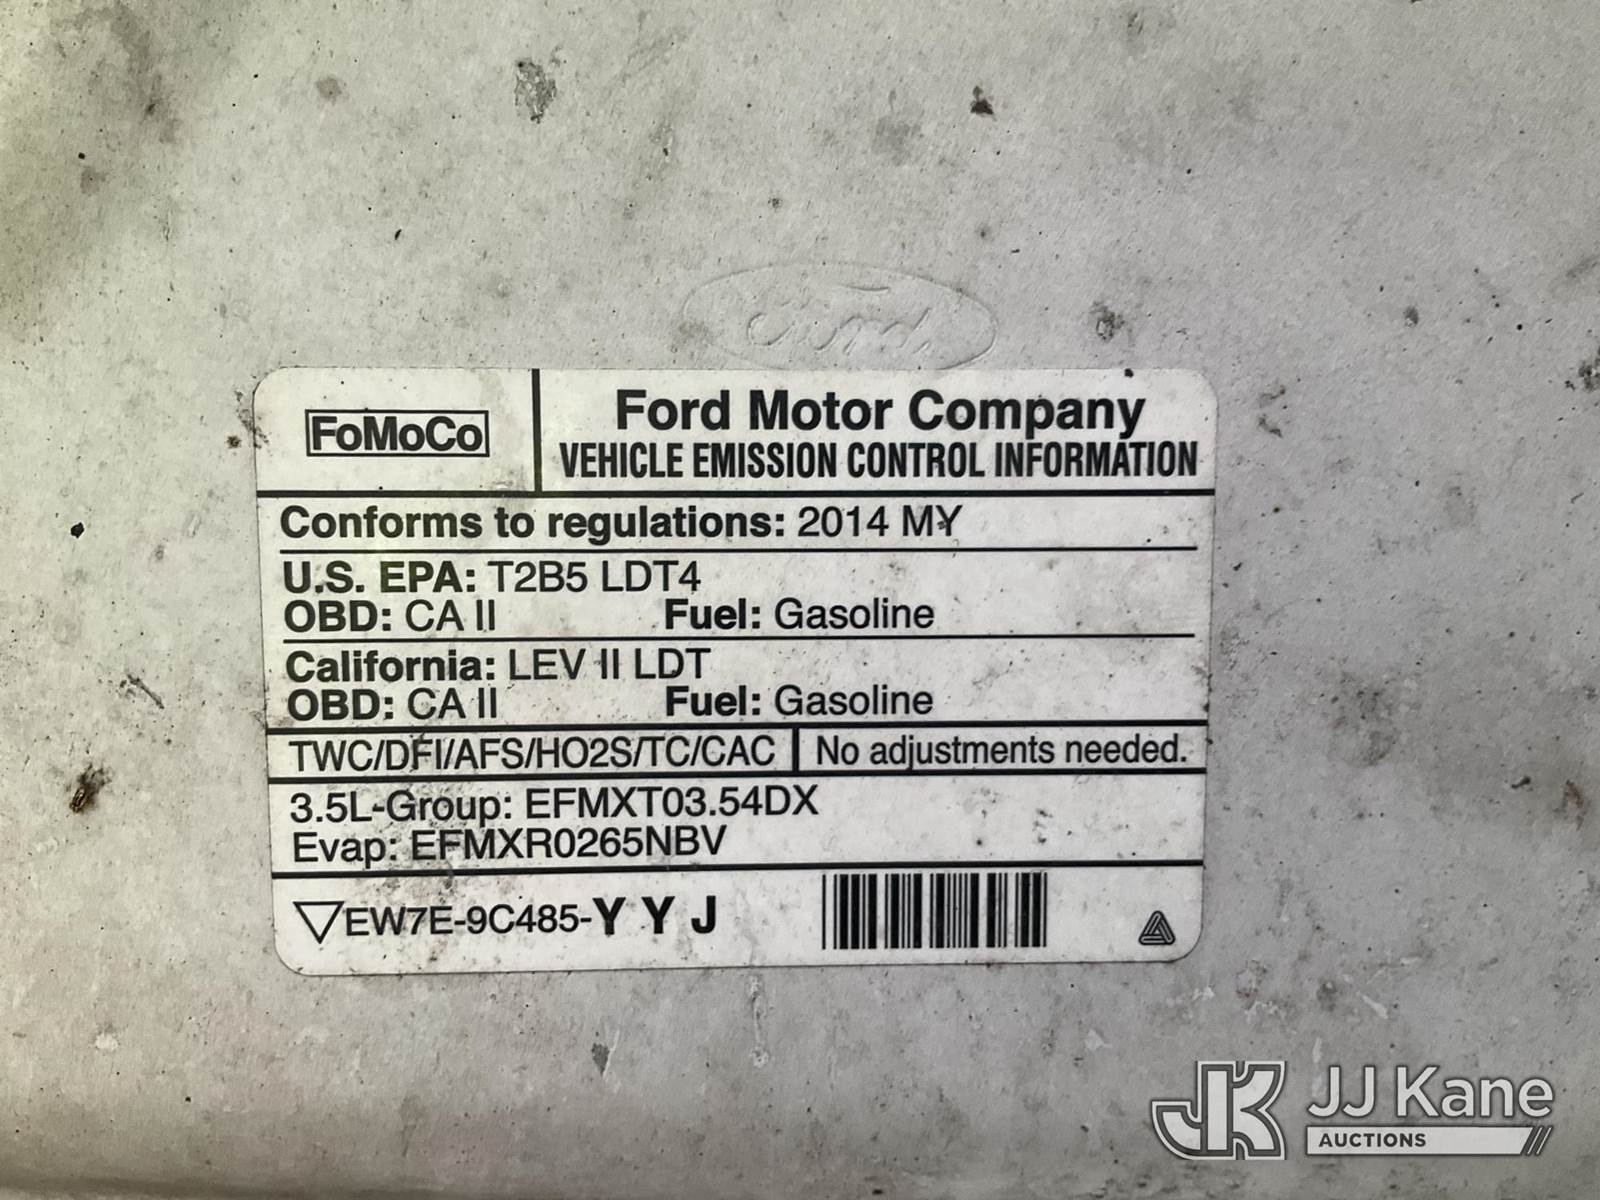 Ford
FoMoCo
Ford Motor Company
VEHICLE EMISSION CONTROL INFORMATION
Conforms to regulations: 2014 MY
U.S. EPA: T2B5 LDT4
OBD: CA II Fuel: Gasoline
California: LEV II LDT
OBD: CA II Fuel: Gasoline
TWC/DFI/AFS/HO2S/TC/CAC No adjustments needed.
3.5L-Group: EFMXT03.54DX
Evap: EFMXR0265NBV
EW7E-9C485-Y Y J
JK JJ Kane
AUCTIONS